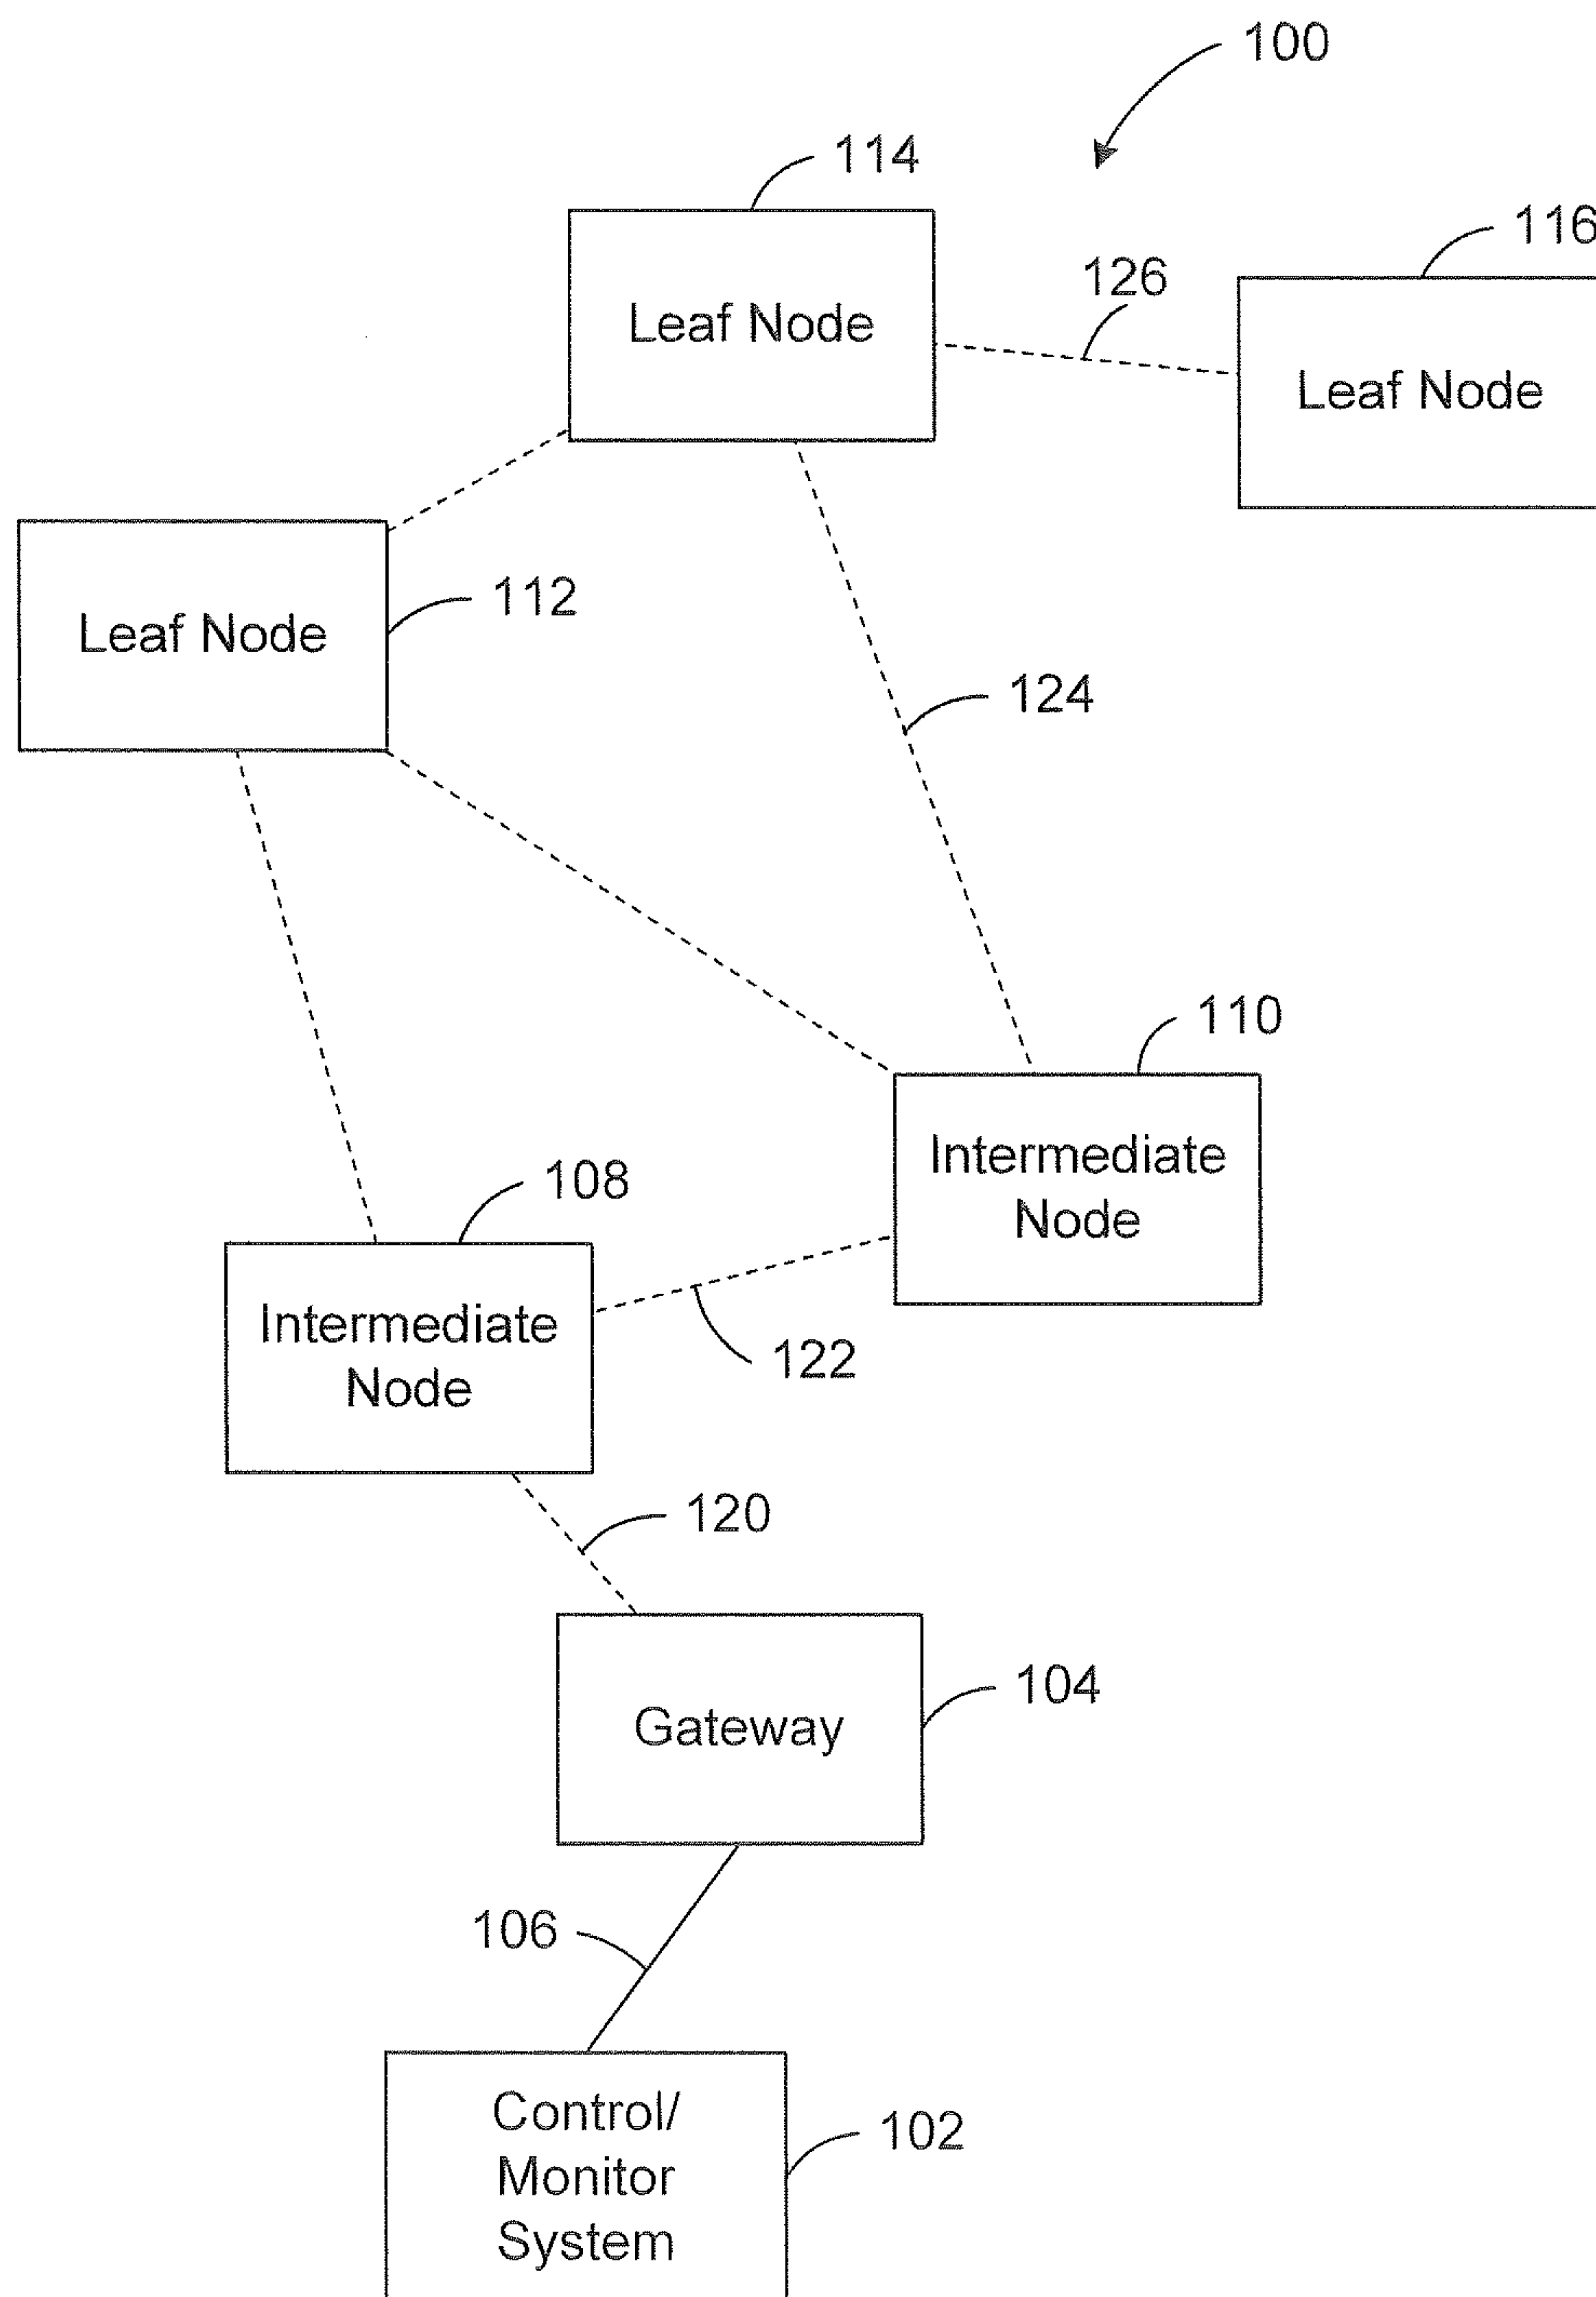 100
114
116
126
Leaf Node
Leaf Node
112
Leaf Node
124
110
Intermediate
Node
108
Intermediate
Node
122
120
104
Gateway
106
Control/
Monitor
System
102